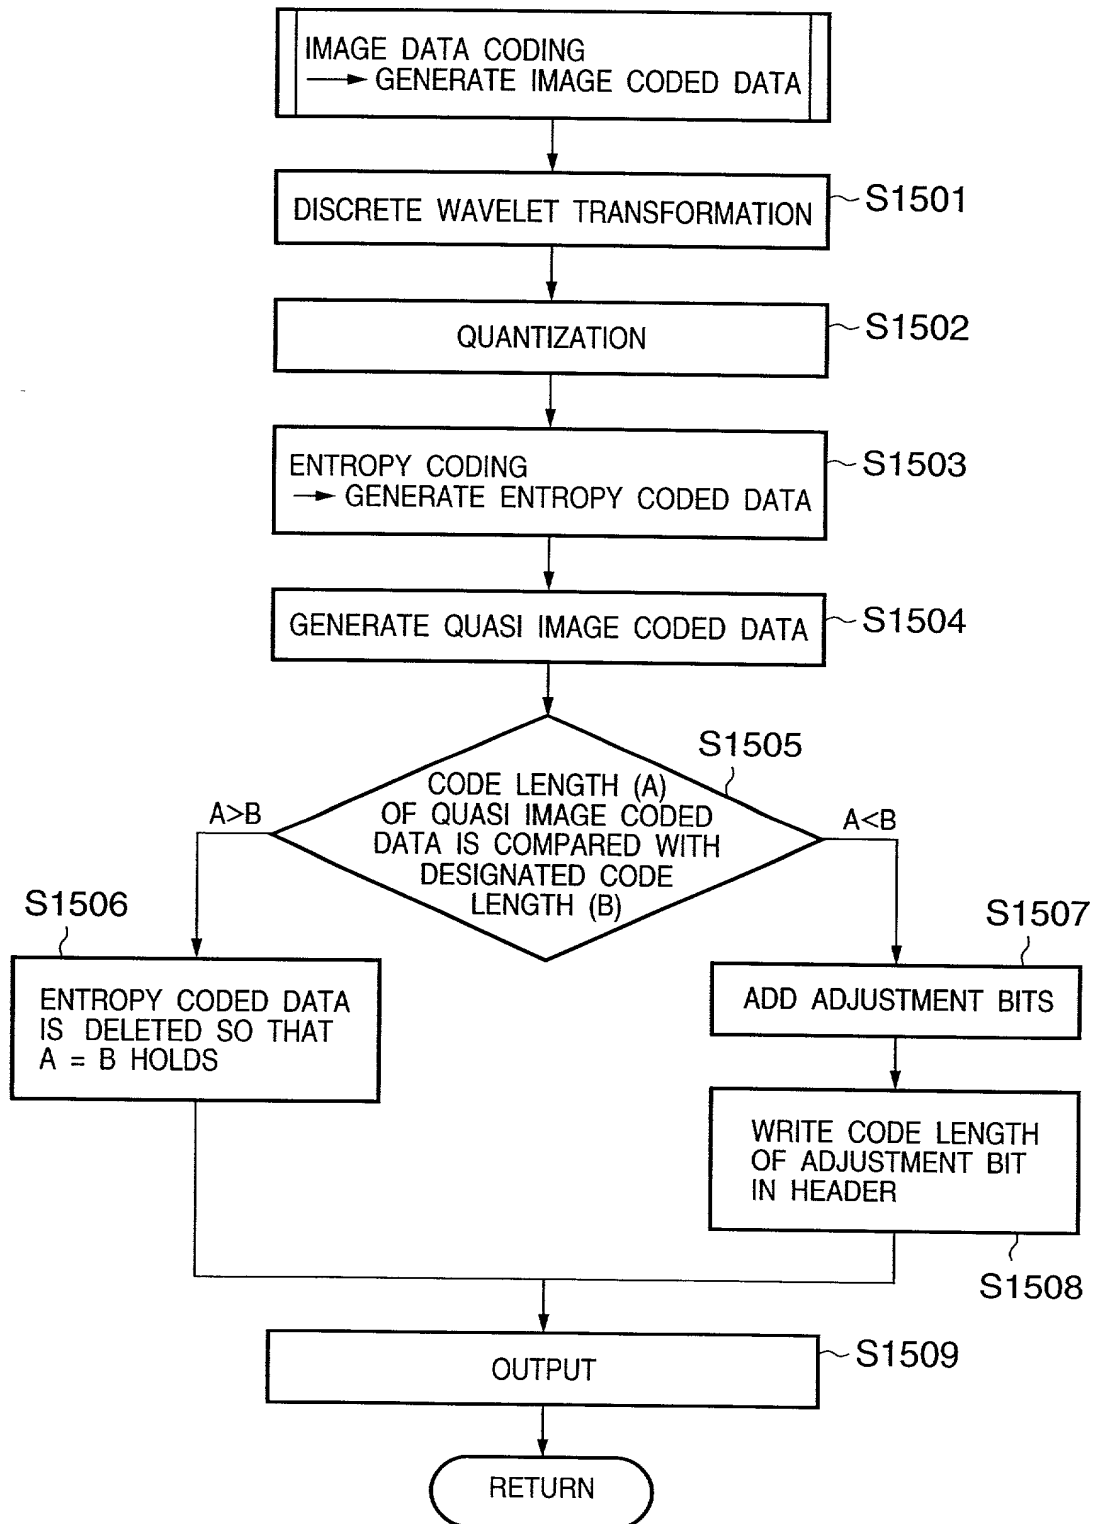 IMAGE DATA CODING
→ GENERATE IMAGE CODED DATA
DISCRETE WAVELET TRANSFORMATION
S1501
QUANTIZATION
S1502
ENTROPY CODING
→ GENERATE ENTROPY CODED DATA
S1503
GENERATE QUASI IMAGE CODED DATA
S1504
S1505
CODE LENGTH (A)
OF QUASI IMAGE CODED
DATA IS COMPARED WITH
DESIGNATED CODE
LENGTH (B)
A>B
A<B
S1506
ENTROPY CODED DATA
IS DELETED SO THAT
A = B HOLDS
S1507
ADD ADJUSTMENT BITS
WRITE CODE LENGTH
OF ADJUSTMENT BIT
IN HEADER
S1508
OUTPUT
S1509
RETURN